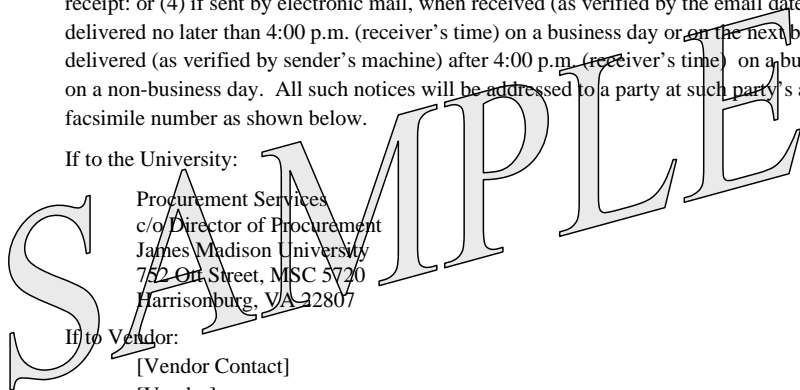 receipt: or (4) if sent by electronic mail, when received (as verified by the email date
delivered no later than 4:00 p.m. (receiver's time) on a business day or on the next b
delivered (as verified by sender's machine) after 4:00 p.m. (receiver's time)  on a bu
on a non-business day.  All such notices will be addressed to a party at such party's a
facsimile number as shown below.
If to the University:
Procurement Services
c/o Director of Procurement
James Madison University
752 Ott Street, MSC 5720
Harrisonburg, VA 22807
If to Vendor:
[Vendor Contact]
[Vendor]
SAMPLE